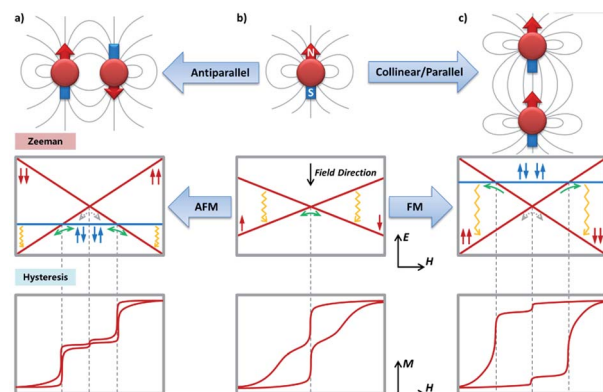 a)
b)
c)
N
S
Antiparallel
Collinear/Parallel
Zeeman
Field Direction
AFM
FM
E
H
Hysteresis
M
H